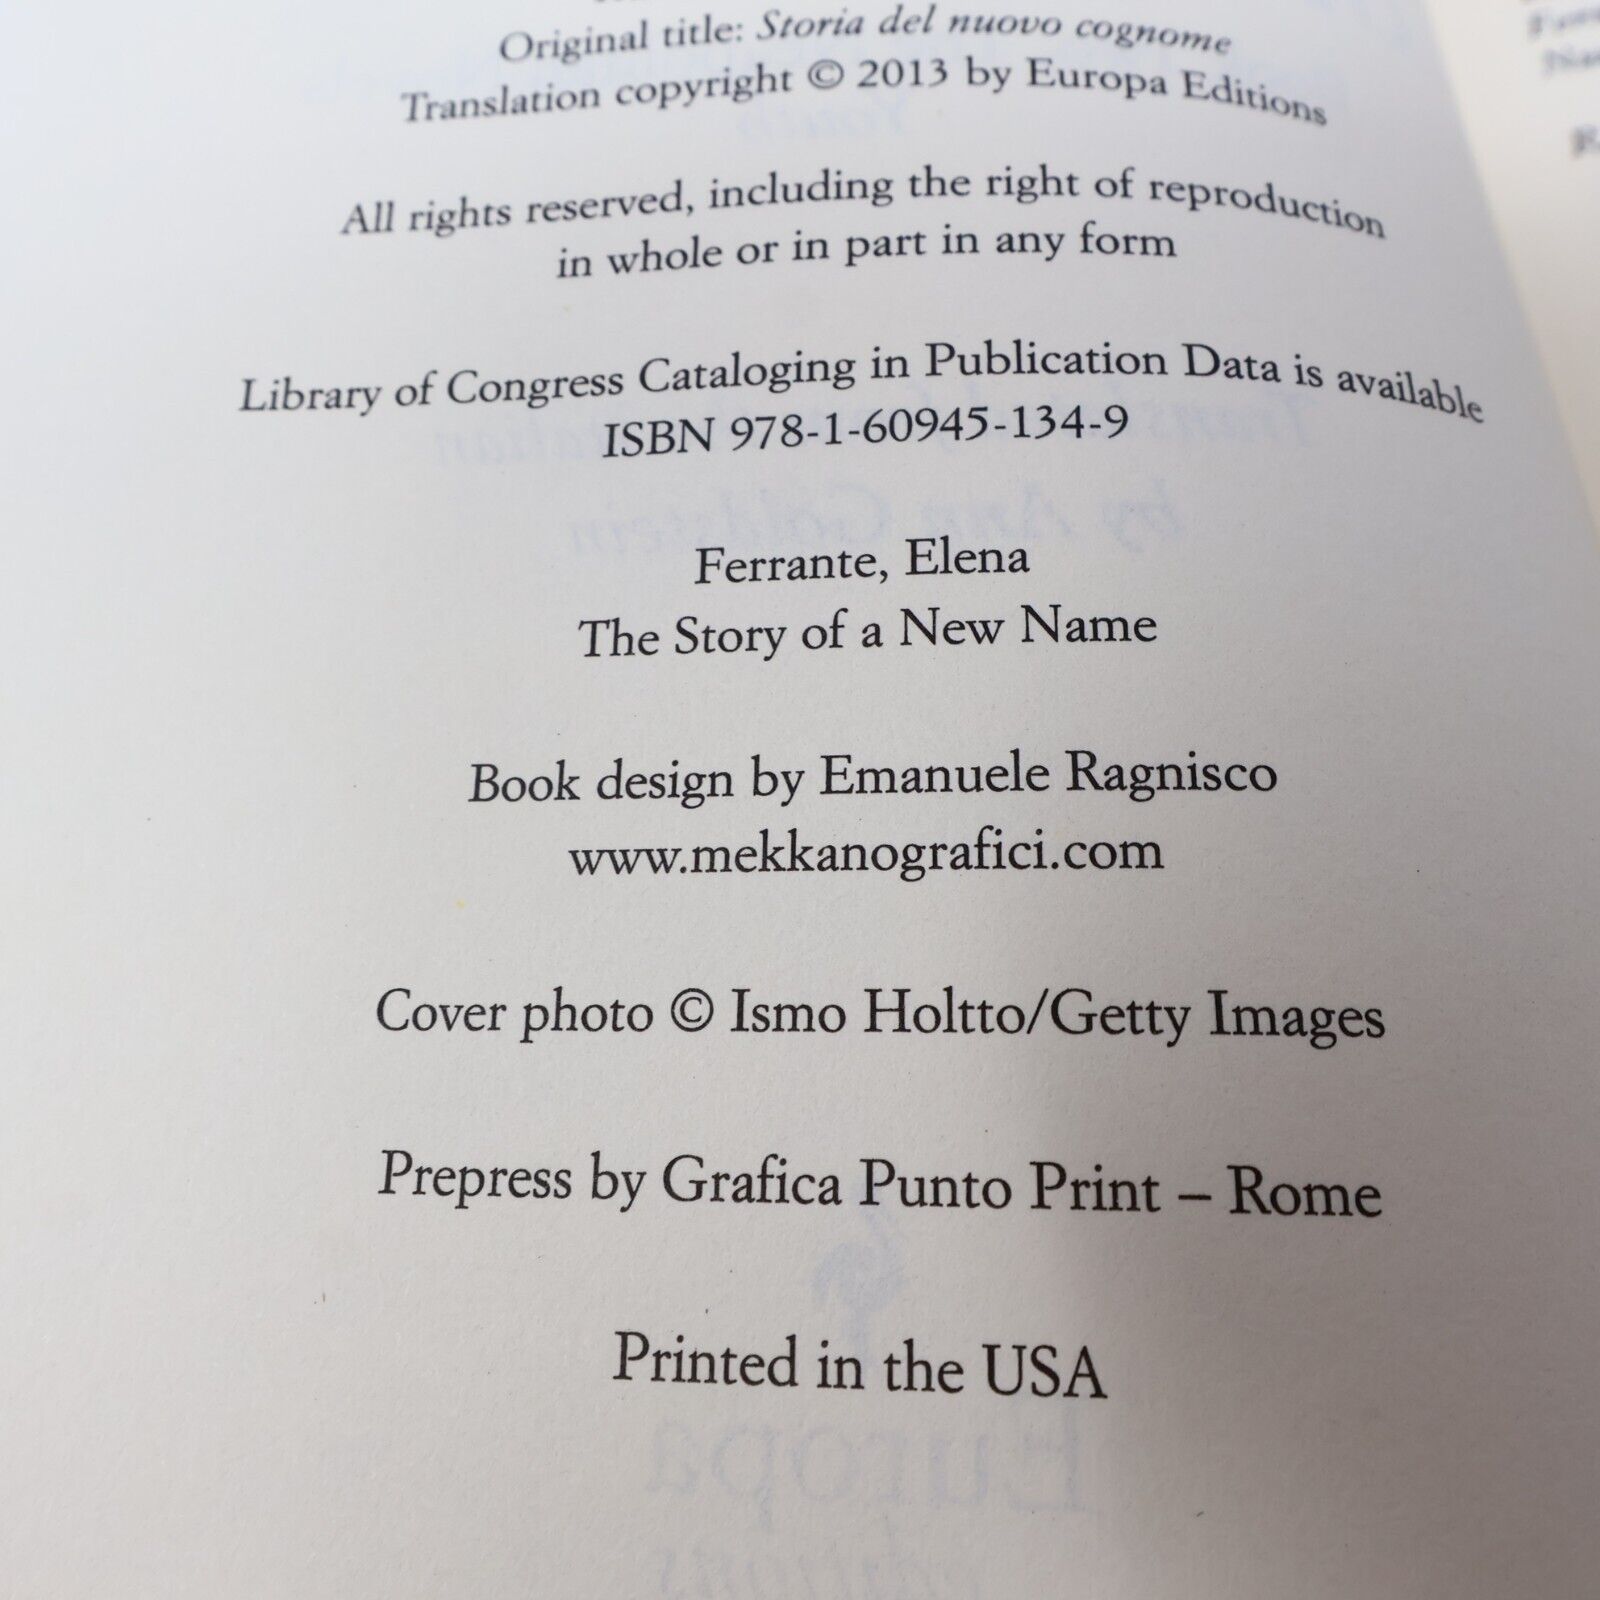 Original title: Storia del nuovo cognome
Translation copyright © 2013 by Europa Editions
All rights reserved, including the right of reproduction
in whole or in part in any form
Library of Congress Cataloging in Publication Data is available
ISBN 978-1-60945-134-9
Ferrante, Elena
The Story of a New Name
Book design by Emanuele Ragnisco
www.mekkanografici.com
Cover photo © Ismo Holtto/Getty Images
Prepress by Grafica Punto Print – Rome
Printed in the USA